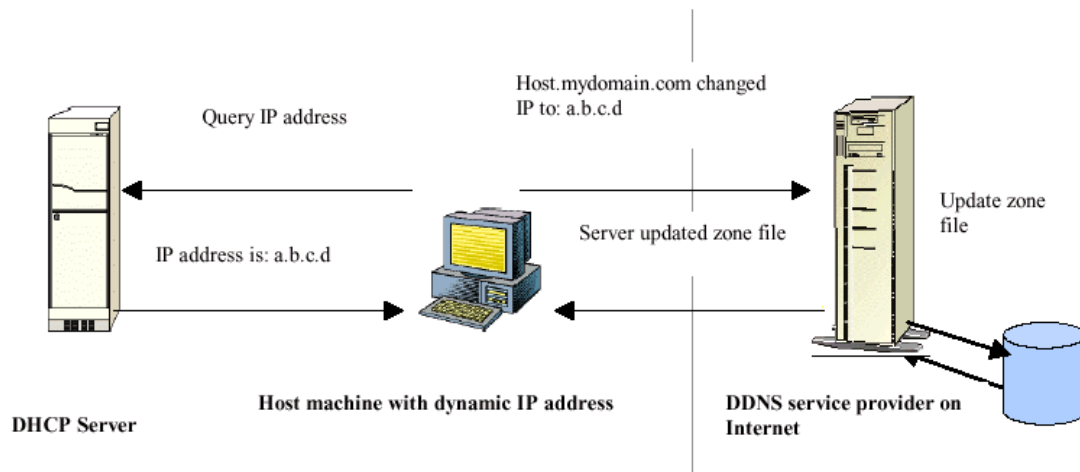 Host.mydomain.com changed
IP to: a.b.c.d
Query IP address
Update zone
file
Server updated zone file
IP address is: a.b.c.d
Host machine with dynamic IP address
DDNS service provider on
Internet
DHCP Server